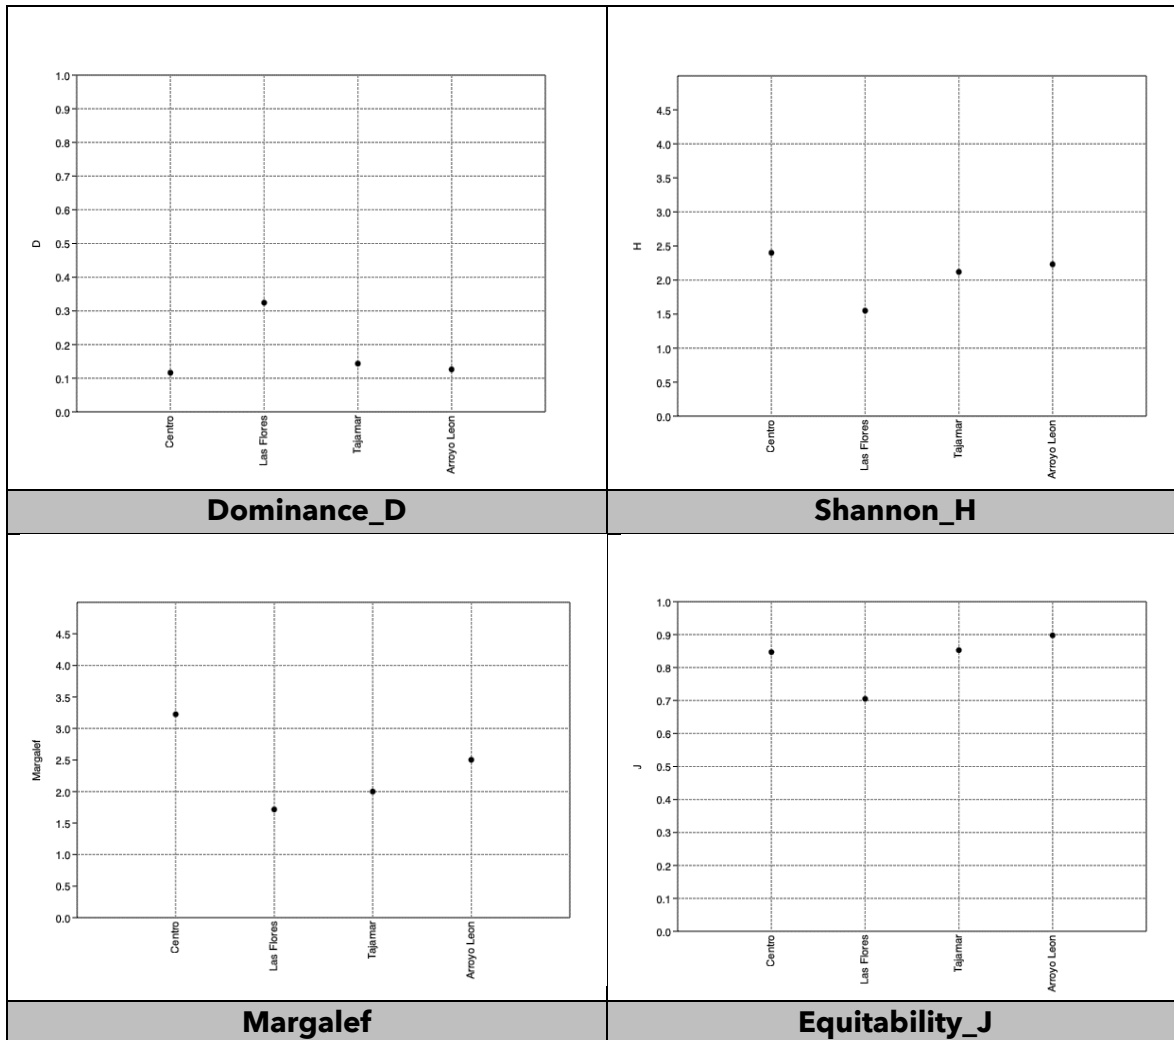 1.0
0.9
0.8
0.7
0.6
0.5
0.4
0.3
0.2
0.1
0.0
D
Centro
Las Flores
Tajamar
Arroyo Leon
Dominance_D
4.5
4.0
3.5
3.0
2.5
2.0
1.5
1.0
0.5
0.0
H
Centro
Las Flores
Tajamar
Arroyo Leon
Shannon_H
4.5
4.0
3.5
3.0
2.5
2.0
1.5
1.0
0.5
0.0
Margalef
Centro
Las Flores
Tajamar
Arroyo Leon
Margalef
1.0
0.9
0.8
0.7
0.6
0.5
0.4
0.3
0.2
0.1
0.0
J
Centro
Las Flores
Tajamar
Arroyo Leon
Equitability_J